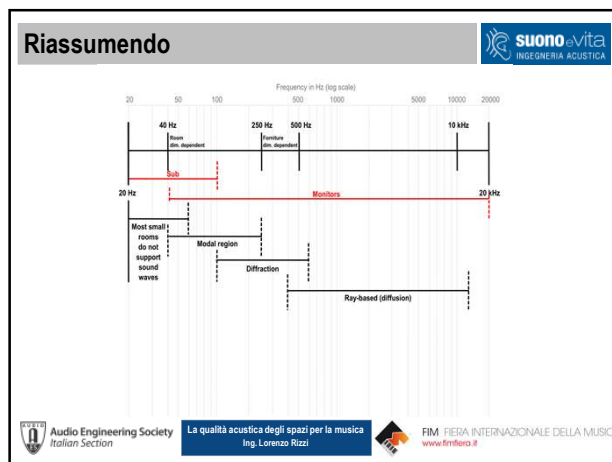 Riassumendo
suono e vita
INGEGNERIA ACUSTICA
Frequency in Hz (log scale)
20 50 100 500 1000 5000 10000 20000
40 Hz 250 Hz 500 Hz 10 kHz
Room Forniture
dim. dependent dim. dependent
Sub
20 Hz Monitors 20 kHz
Most small
rooms
do not
support
sound
waves
Modal region
Diffraction
Ray-based (diffusion)
Audio Engineering Society
Italian Section
La qualità acustica degli spazi per la musica
Ing. Lorenzo Rizzi
FIM FIERA INTERNAZIONALE DELLA MUSIC
www.fimfiera.it